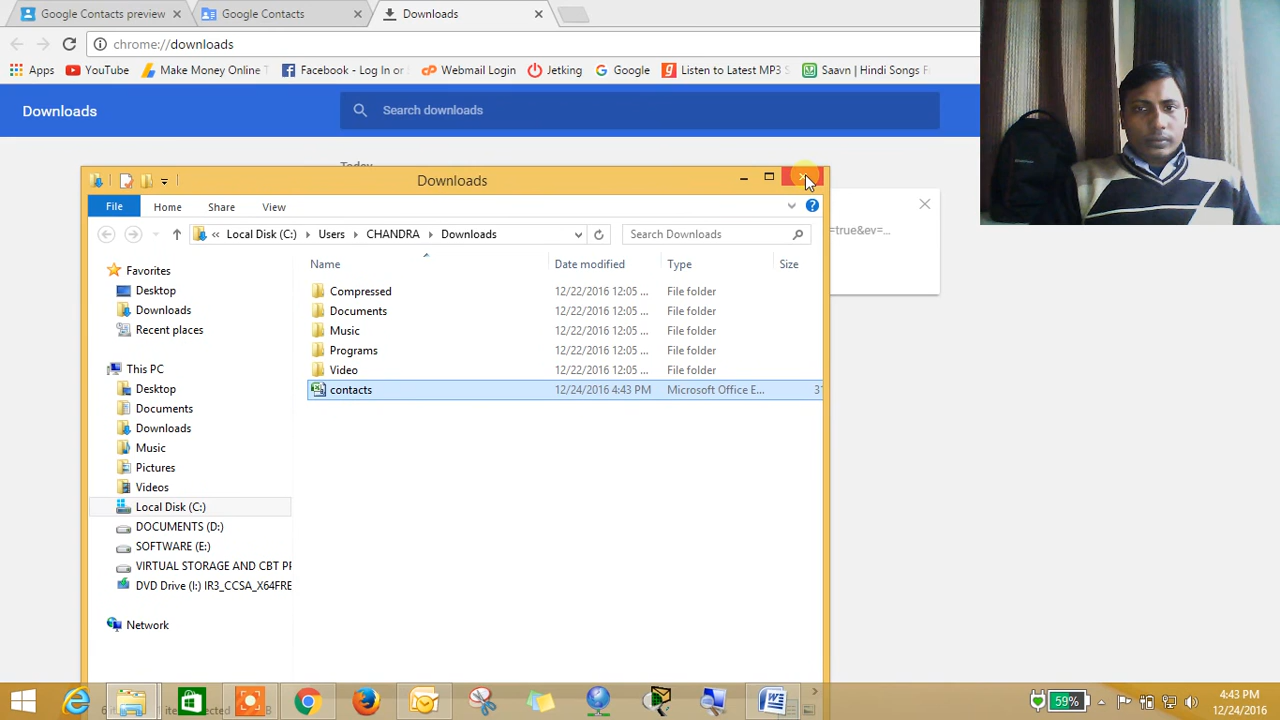 Google Contacts preview
Google Contacts
Downloads
chrome://downloads
Apps
YouTube
Make Money Online T
Facebook - Log In or
Webmail Login
Jetking
Google
Listen to Latest MP3 S
Saavn | Hindi Songs F
Downloads
Search downloads
Today
Downloads
File
Home
Share
View
=true&ev=...
« Local Disk (C:) Users CHANDRA Downloads
Search Downloads
Name
Date modified
Type
Size
Favorites
Desktop
Downloads
Recent places
This PC
Desktop
Documents
Downloads
Music
Pictures
Videos
Local Disk (C:)
DOCUMENTS (D:)
SOFTWARE (E:)
VIRTUAL STORAGE AND CBT PF
DVD Drive (I:) IR3_CCSA_X64FRE
Network
Compressed 12/22/2016 12:05 ... File folder
Documents 12/22/2016 12:05 ... File folder
Music 12/22/2016 12:05 ... File folder
Programs 12/22/2016 12:05 ... File folder
Video 12/22/2016 12:05 ... File folder
contacts 12/24/2016 4:43 PM Microsoft Office E... 31
59%
4:43 PM
12/24/2016